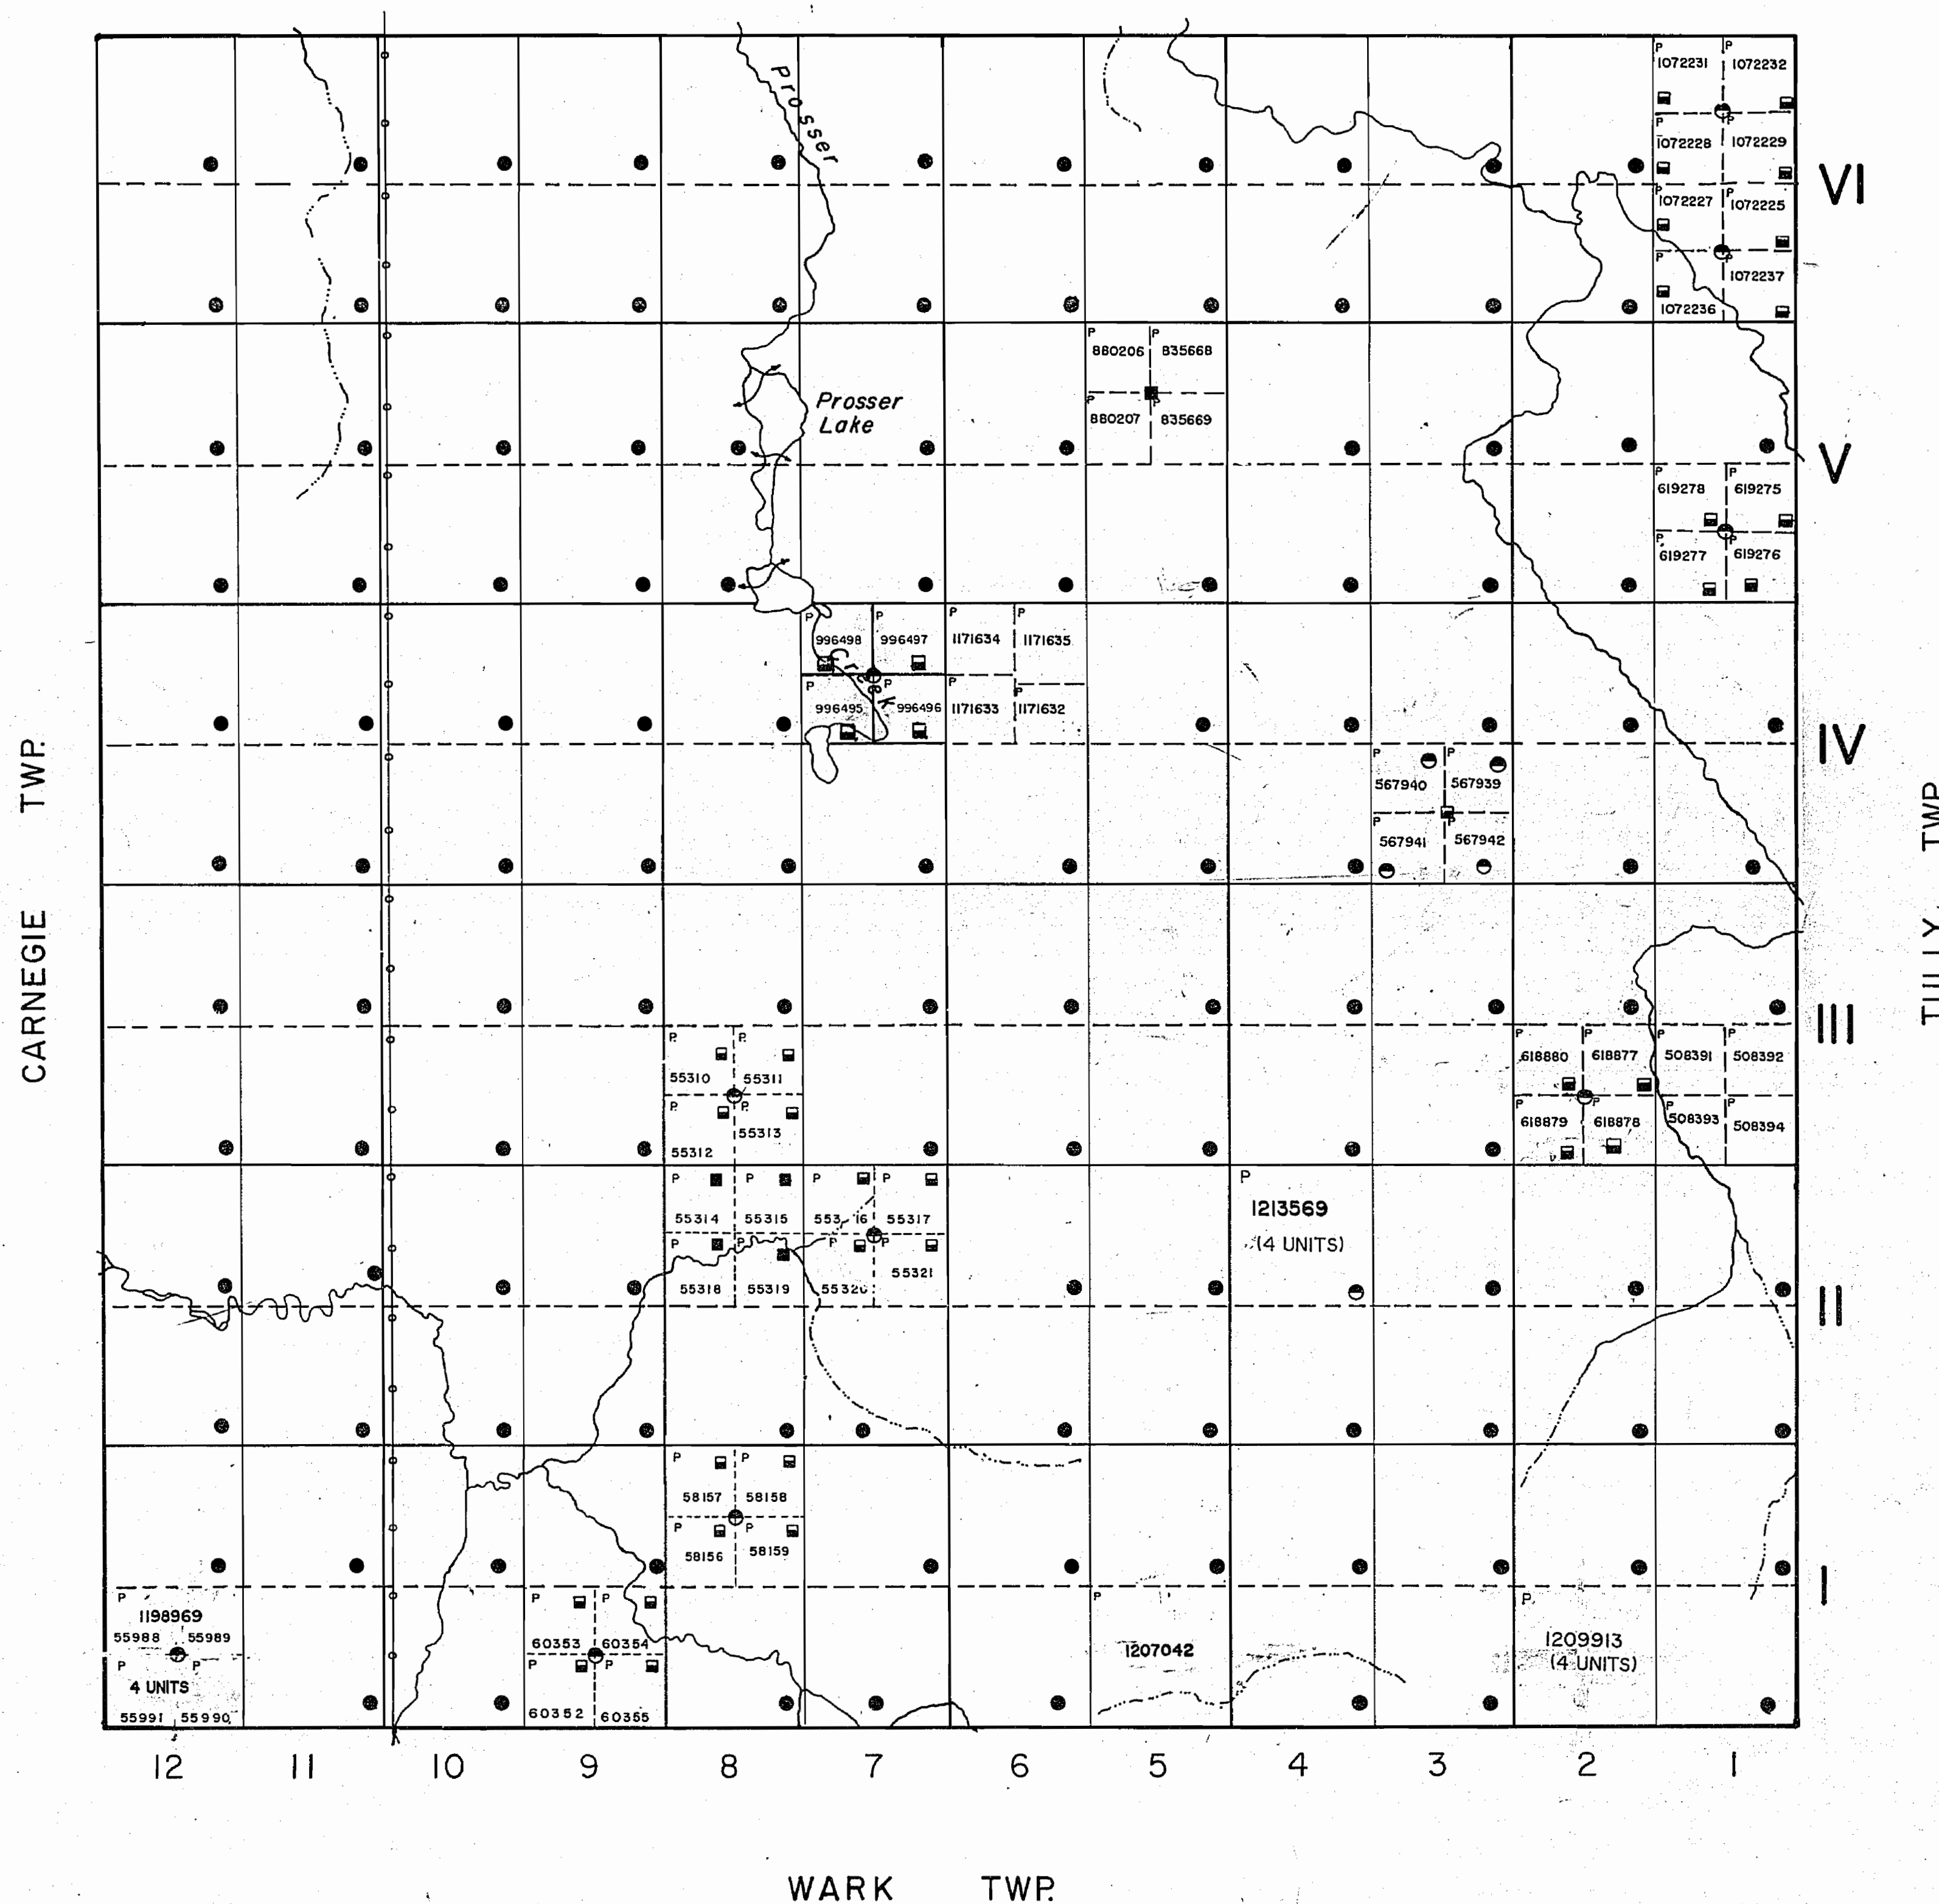 P P
1072231 1072232
P P
1072228 1072229
P P
1072227 1072225
P P
1072237
1072236
VI
Prosser
P P
880206 835668
P P
880207 835669
Prosser
Lake
V
P P
619278 619275
P P
619277 619276
P P P
996498 996497 1171634 1171635
Creek
P P P P
996495 996496 1171633 1171632
IV
P P
567940 567939
P P
567941 567942
CARNEGIE TWP.
TULLY TWP.
III
P P P P
618880 618877 508391 508392
P P P P
618879 618878 508393 508394
P. P.
55310 55311
P. P.
55313
55312
P P P P
55314 55315 55316 55317
P P P P
55318 55319 55320 55321
P
1213569
(4 UNITS)
II
P P
58157 58158
P P
58156 58159
I
P
1198969
55988 55989
P P
4 UNITS
55991 55990
P P
60353 60354
P P
60352 60355
P
1207042
P.
1209913
(4 UNITS)
12 11 10 9 8 7 6 5 4 3 2 1
WARK TWP.